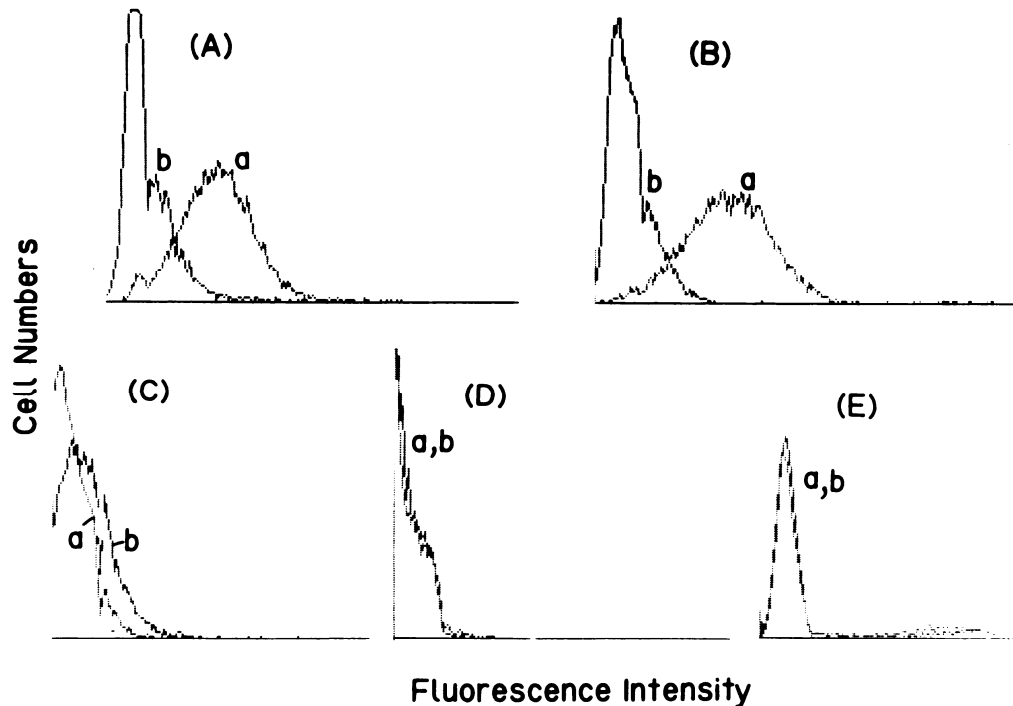 (A)
b
a
(B)
b
a
Cell Numbers
(C)
a
b
(D)
a,b
(E)
a,b
Fluorescence Intensity